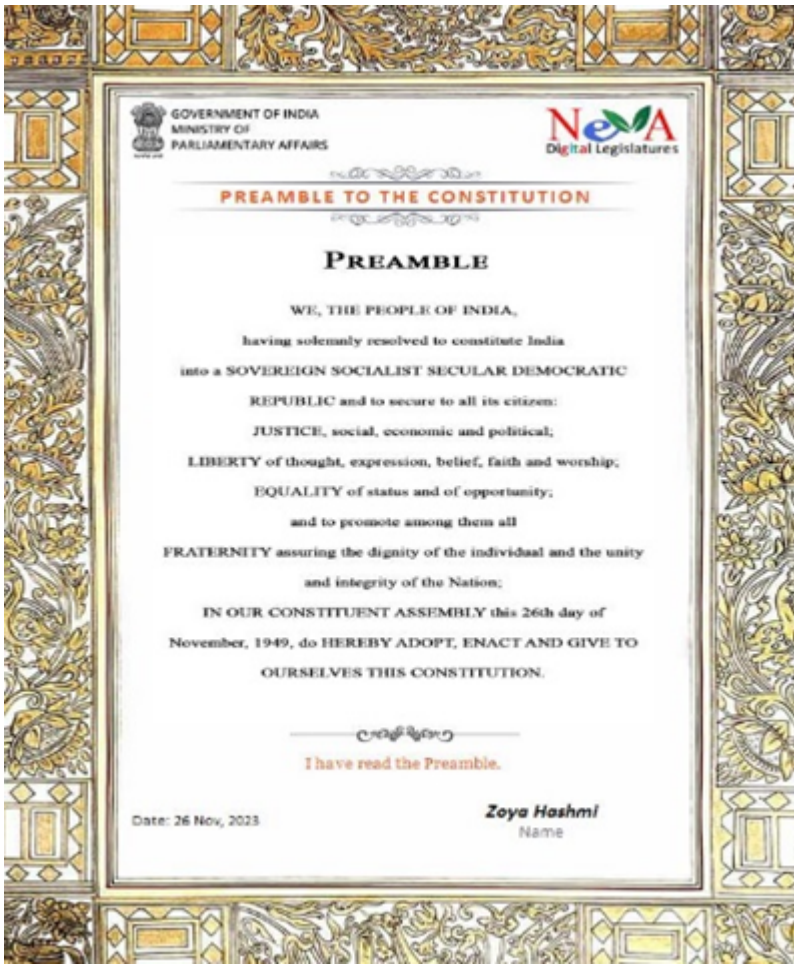 GOVERNMENT OF INDIA
MINISTRY OF
PARLIAMENTARY AFFAIRS
NeVA
Digital Legislatures
PREAMBLE TO THE CONSTITUTION
PREAMBLE
WE, THE PEOPLE OF INDIA,
having solemnly resolved to constitute India
into a SOVEREIGN SOCIALIST SECULAR DEMOCRATIC
REPUBLIC and to secure to all its citizen:
JUSTICE, social, economic and political;
LIBERTY of thought, expression, belief, faith and worship;
EQUALITY of status and of opportunity;
and to promote among them all
FRATERNITY assuring the dignity of the individual and the unity
and integrity of the Nation;
IN OUR CONSTITUENT ASSEMBLY this 26th day of
November, 1949, do HEREBY ADOPT, ENACT AND GIVE TO
OURSELVES THIS CONSTITUTION.
I have read the Preamble.
Date: 26 Nov, 2023
Zoya Hashmi
Name